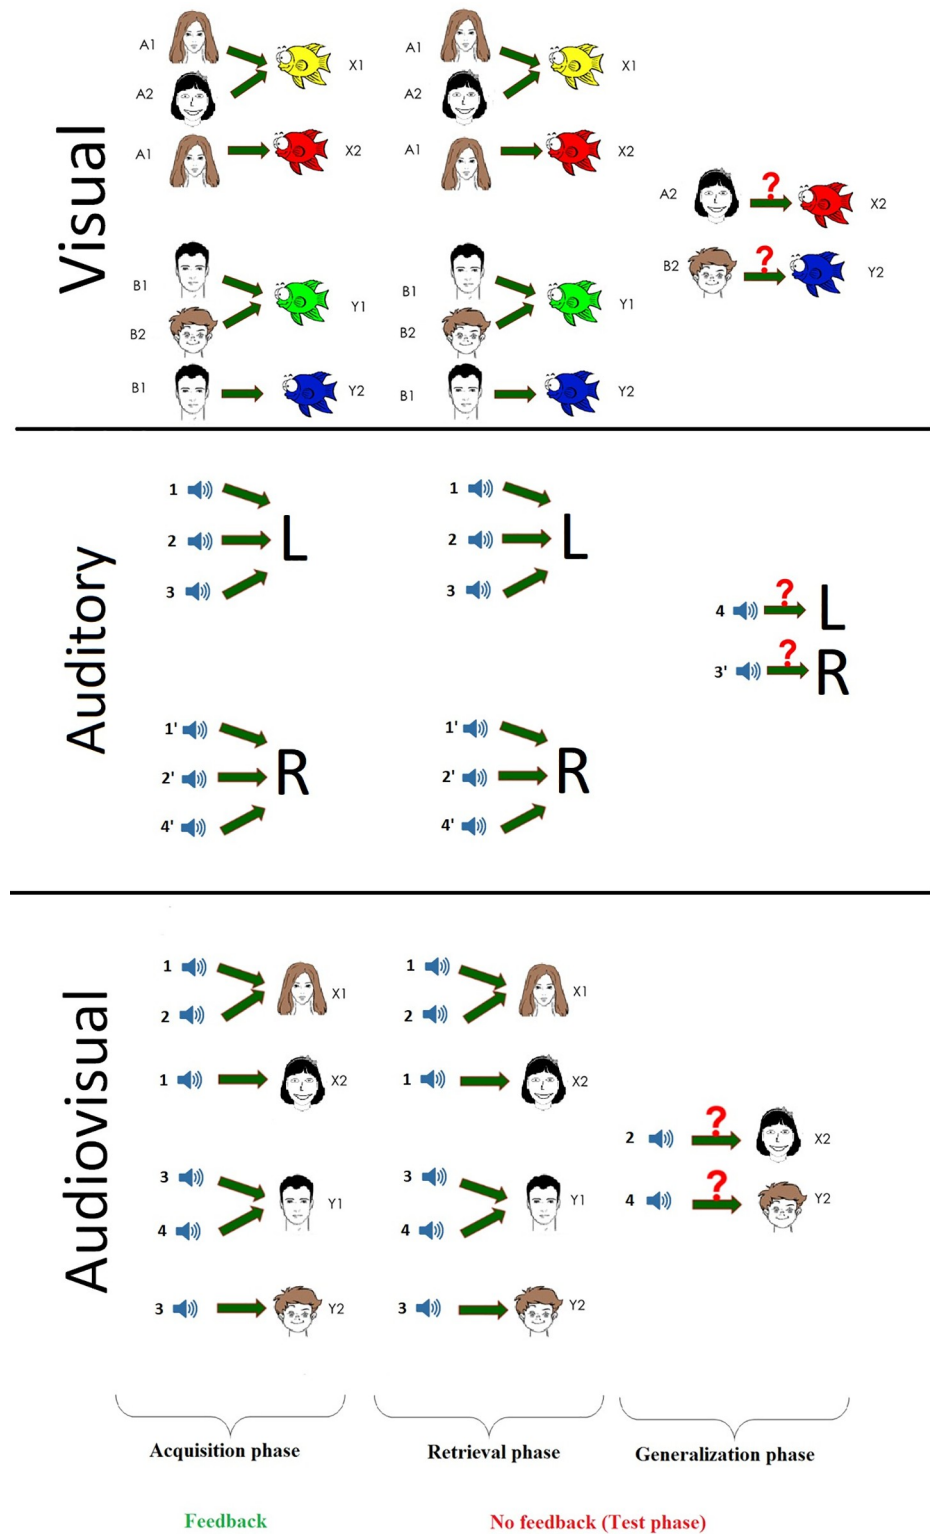 Visual
A1
A2
X1
A1
X2
B1
B2
Y1
B1
Y2
A1
A2
X1
A1
X2
B1
B2
Y1
B1
Y2
A2 ? X2
B2 ? Y2
Auditory
1
2 L
3
1'
2' R
4'
1
2 L
3
1'
2' R
4'
4 ? L
3' ? R
Audiovisual
1
2
X1
1 X2
3
4
Y1
3 Y2
1
2
X1
1 X2
3
4
Y1
3 Y2
2 ? X2
4 ? Y2
Acquisition phase
Retrieval phase
Generalization phase
Feedback
No feedback (Test phase)